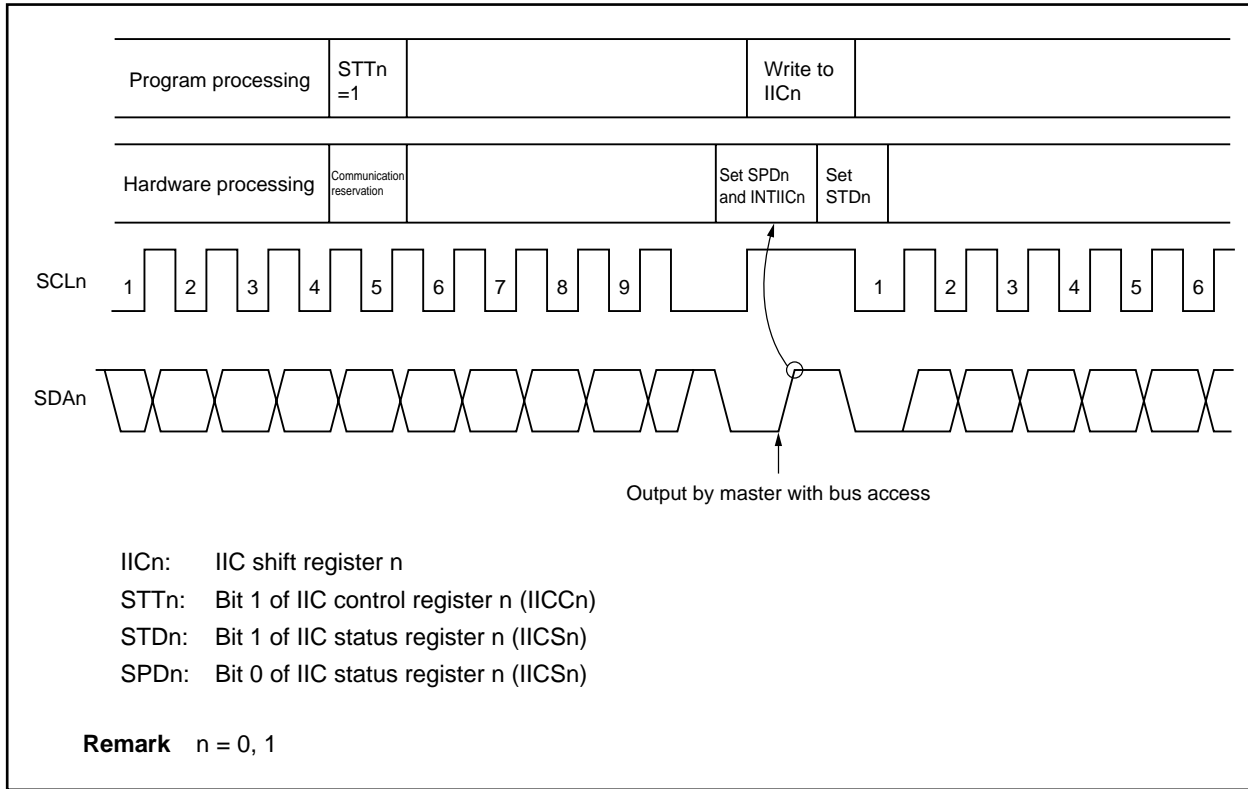 Program processing
STTn
=1
Write to
IICn
Hardware processing
Communication
reservation
Set SPDn
and INTIICn
Set
STDn
SCLn
1 2 3 4 5 6 7 8 9 1 2 3 4 5 6
SDAn
Output by master with bus access
IICn: IIC shift register n
STTn: Bit 1 of IIC control register n (IICCn)
STDn: Bit 1 of IIC status register n (IICSn)
SPDn: Bit 0 of IIC status register n (IICSn)
Remark n = 0, 1